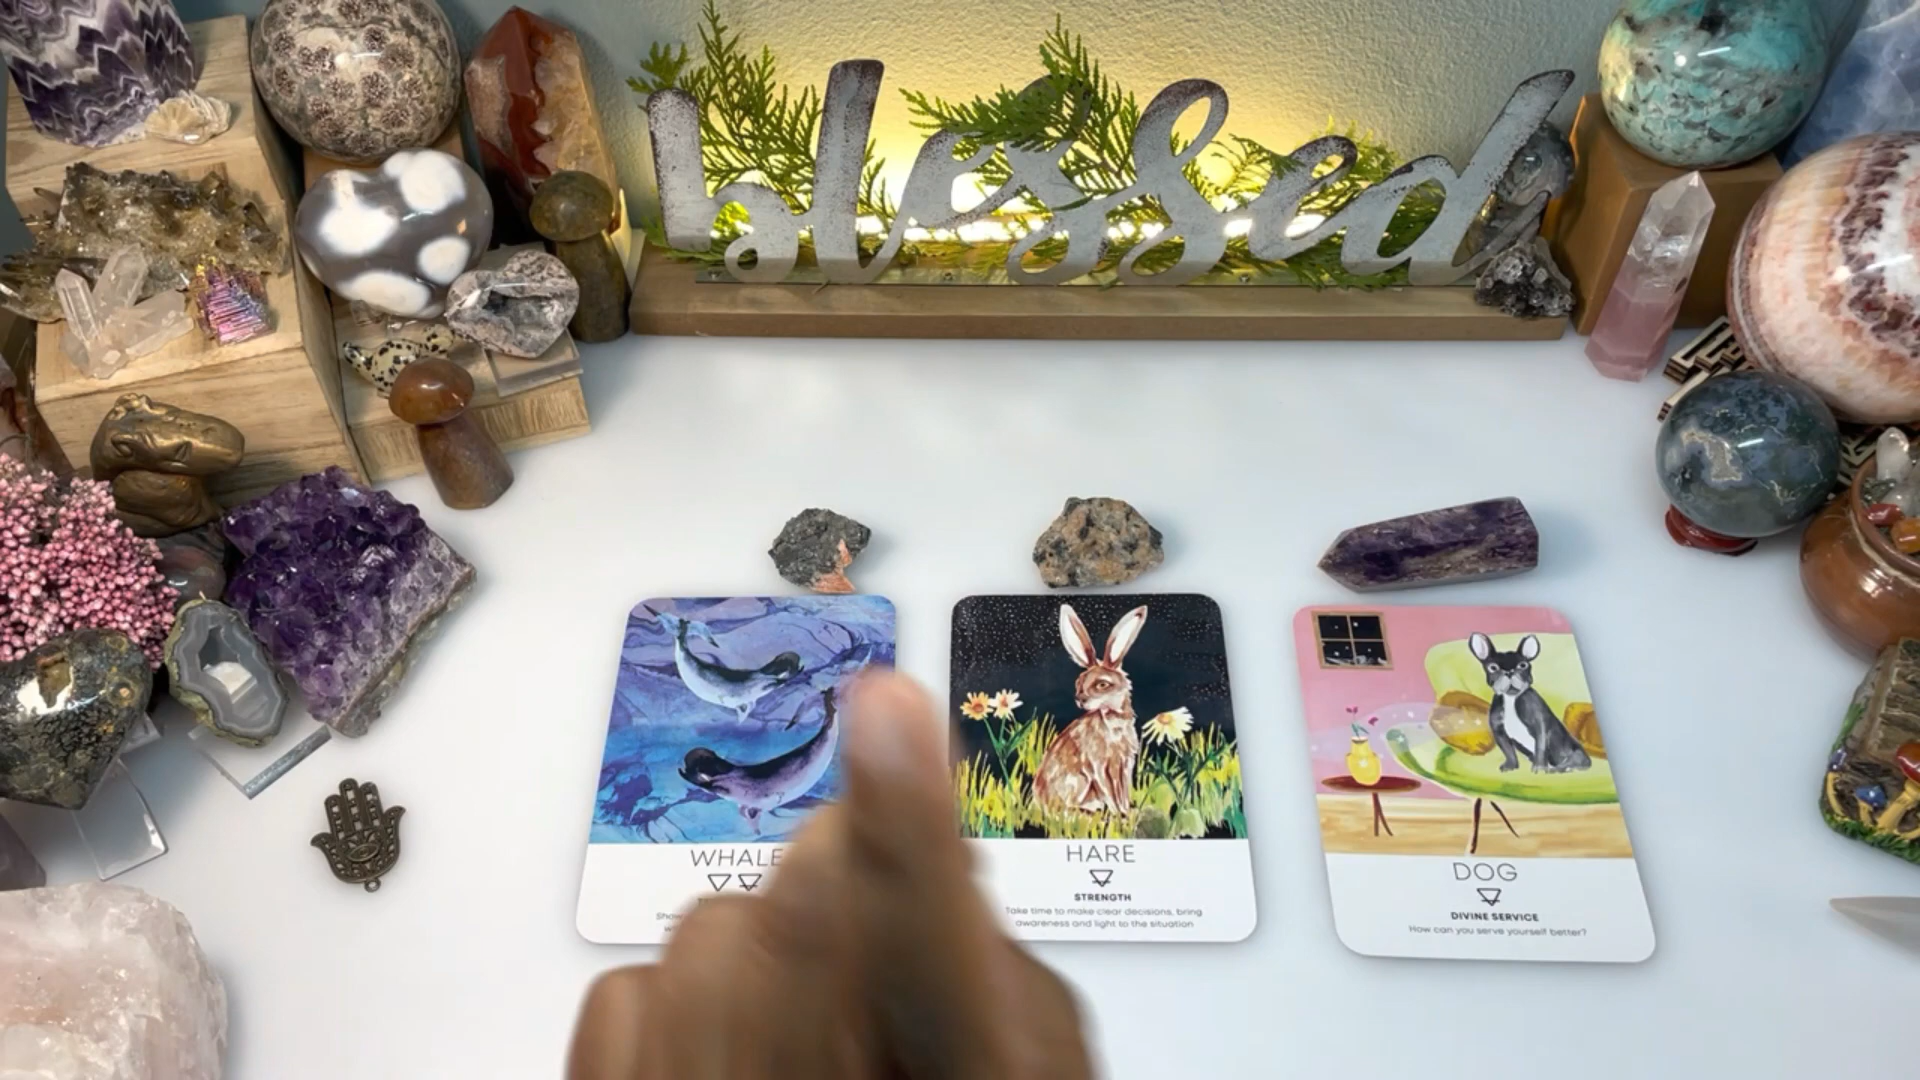 blessed
WHALE
Show
HARE
STRENGTH
Take time to make clear decisions, bring
awareness and light to the situation
DOG
DIVINE SERVICE
How can you serve yourself better?